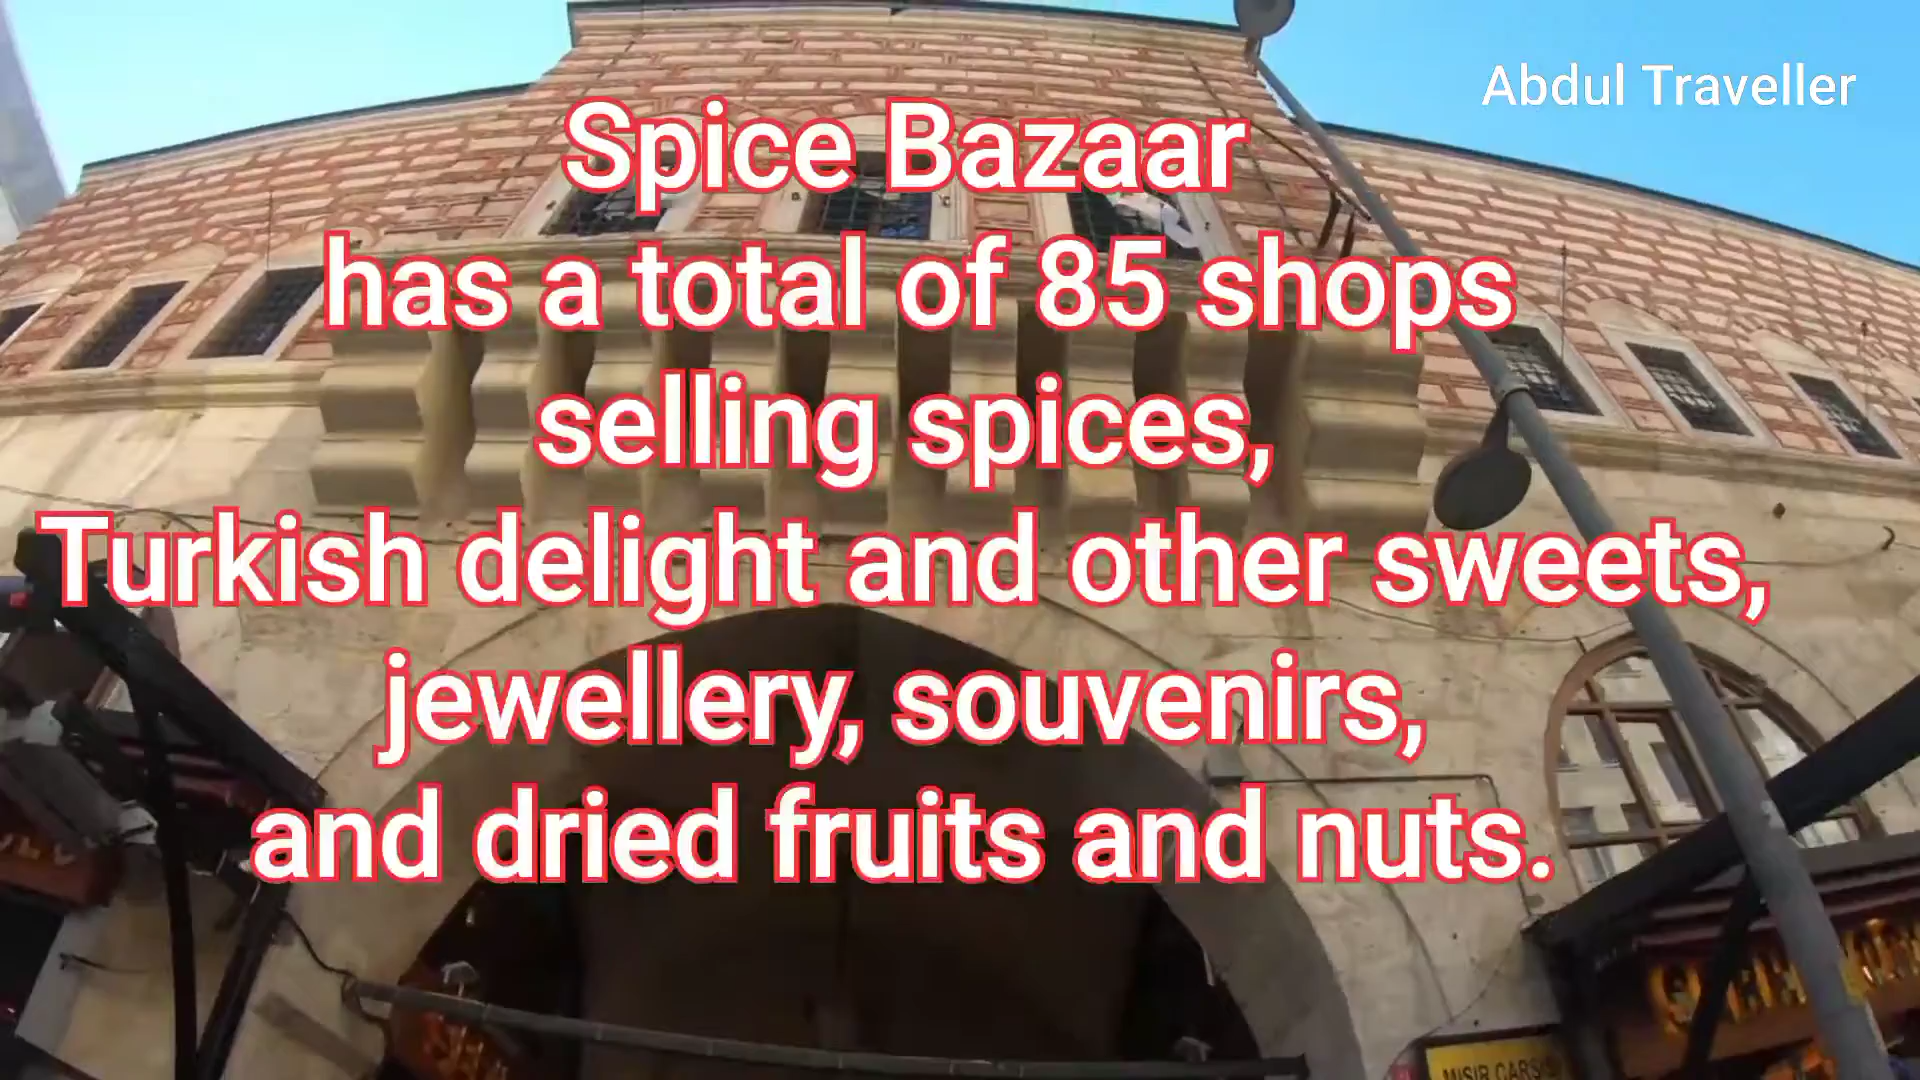 Abdul Traveller
Spice Bazaar
has a total of 85 shops
selling spices,
Turkish delight and other sweets,
jewellery, souvenirs,
and dried fruits and nuts.
MISIR